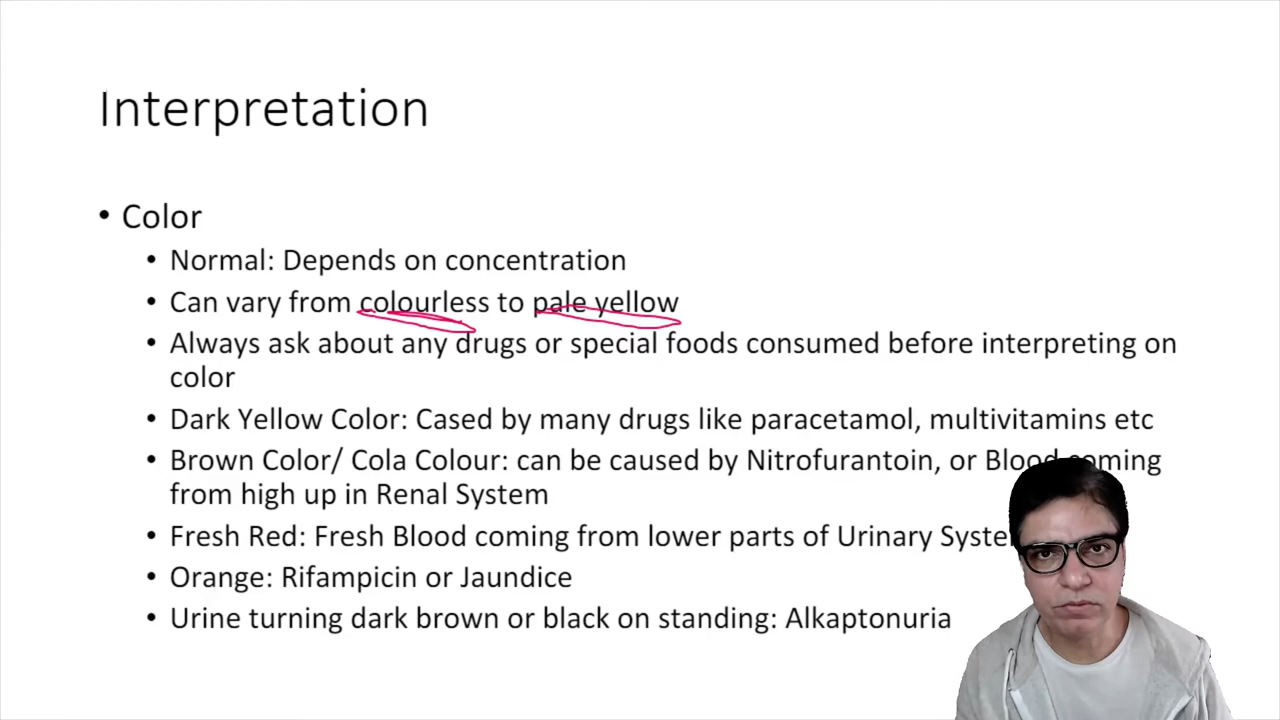 Interpretation
• Color
• Normal: Depends on concentration
• Can vary from colourless to pale yellow
• Always ask about any drugs or special foods consumed before interpreting on
color
• Dark Yellow Color: Cased by many drugs like paracetamol, multivitamins etc
• Brown Color/ Cola Colour: can be caused by Nitrofurantoin, or Blood coming
from high up in Renal System
• Fresh Red: Fresh Blood coming from lower parts of Urinary System
• Orange: Rifampicin or Jaundice
• Urine turning dark brown or black on standing: Alkaptonuria